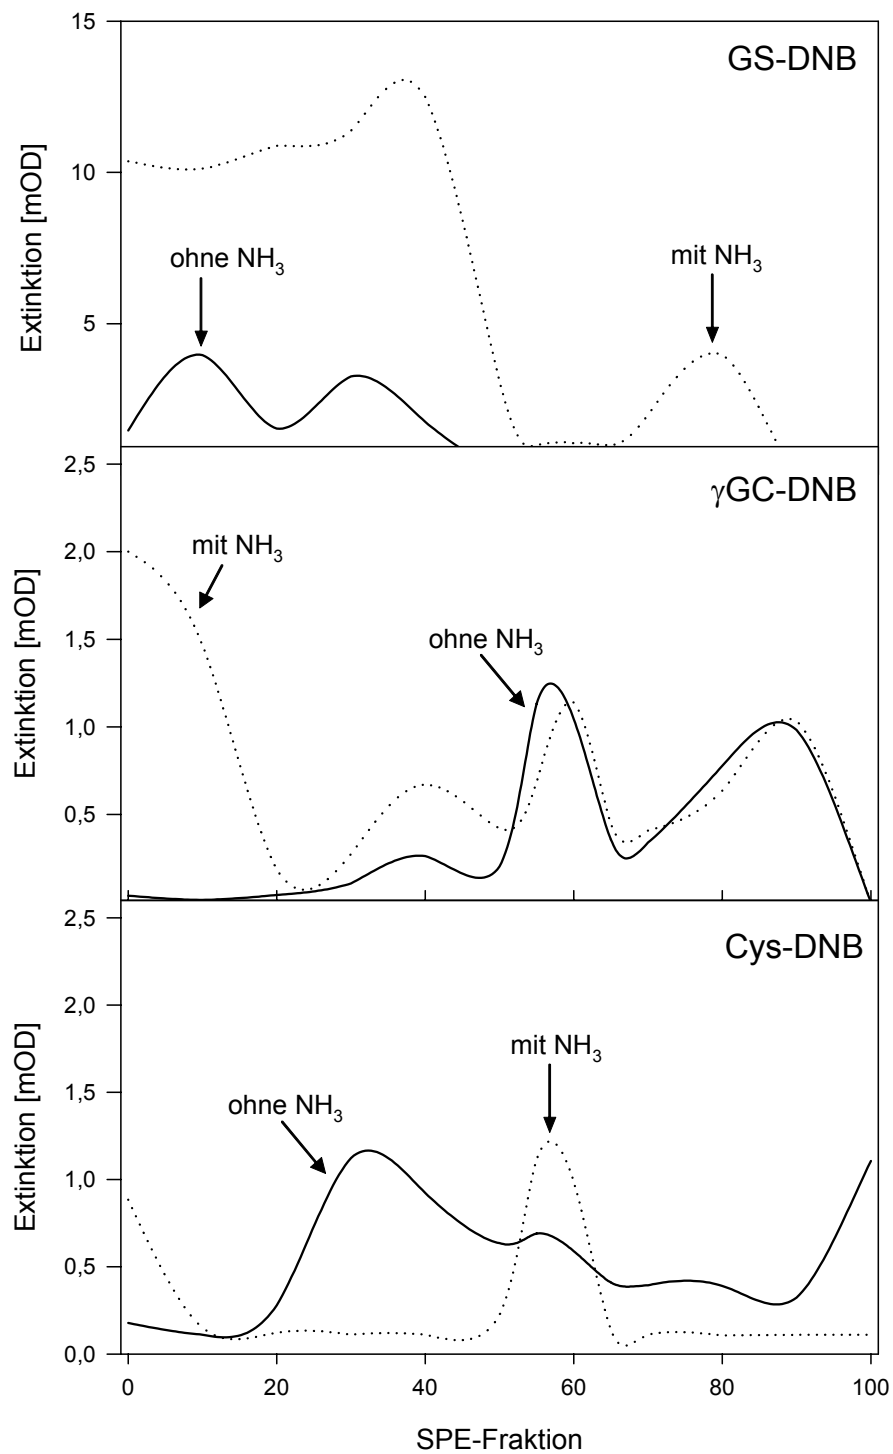 15
GS-DNB
Extinktion [mOD]
10
ohne NH₃
mit NH₃
5
2,5
γGC-DNB
Extinktion [mOD]
2,0
mit NH₃
1,5
ohne NH₃
1,0
0,5
2,5
Cys-DNB
Extinktion [mOD]
2,0
mit NH₃
1,5
ohne NH₃
1,0
0,5
0,0
0 20 40 60 80 100
SPE-Fraktion